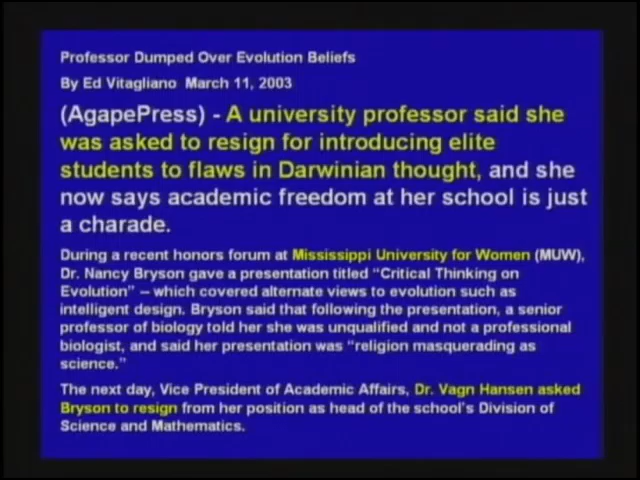 Professor Dumped Over Evolution Beliefs
By Ed Vitagliano March 11, 2003
(AgapePress) - A university professor said she
was asked to resign for introducing elite
students to flaws in Darwinian thought, and she
now says academic freedom at her school is just
a charade.
During a recent honors forum at Mississippi University for Women (MUW),
Dr. Nancy Bryson gave a presentation titled “Critical Thinking on
Evolution” – which covered alternate views to evolution such as
intelligent design. Bryson said that following the presentation, a senior
professor of biology told her she was unqualified and not a professional
biologist, and said her presentation was “religion masquerading as
science.”
The next day, Vice President of Academic Affairs, Dr. Vagn Hansen asked
Bryson to resign from her position as head of the school's Division of
Science and Mathematics.